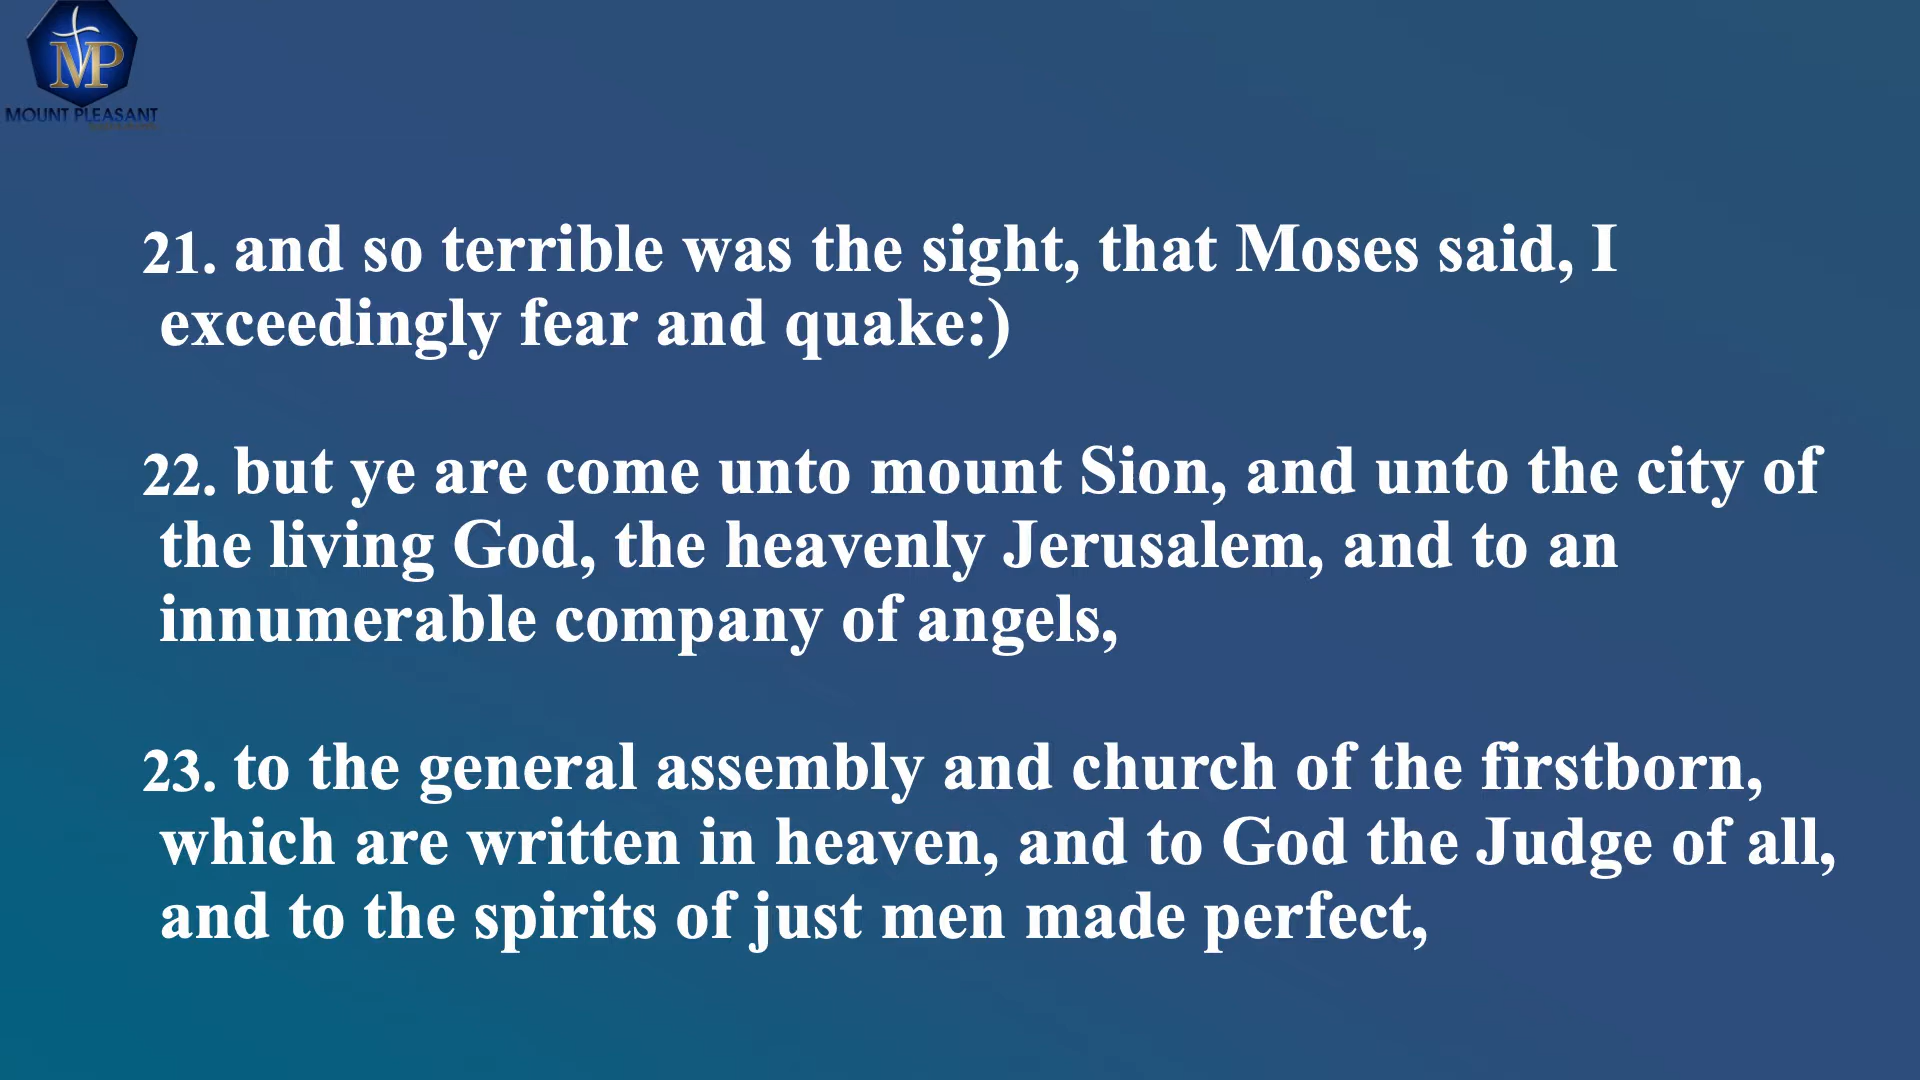 MP
MOUNT PLEASANT
21. and so terrible was the sight, that Moses said, I
exceedingly fear and quake:)
22. but ye are come unto mount Sion, and unto the city of
the living God, the heavenly Jerusalem, and to an
innumerable company of angels,
23. to the general assembly and church of the firstborn,
which are written in heaven, and to God the Judge of all,
and to the spirits of just men made perfect,